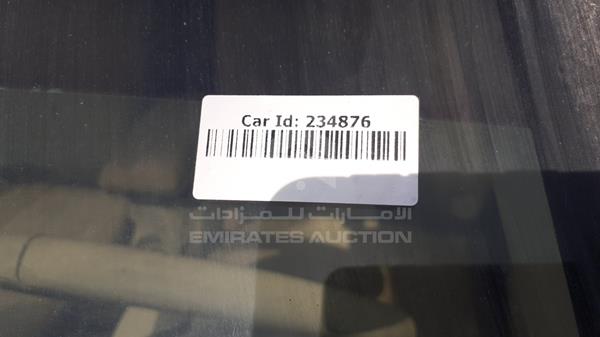 Car Id: 234876
الإمارات للمزادات
EMIRATES AUCTION